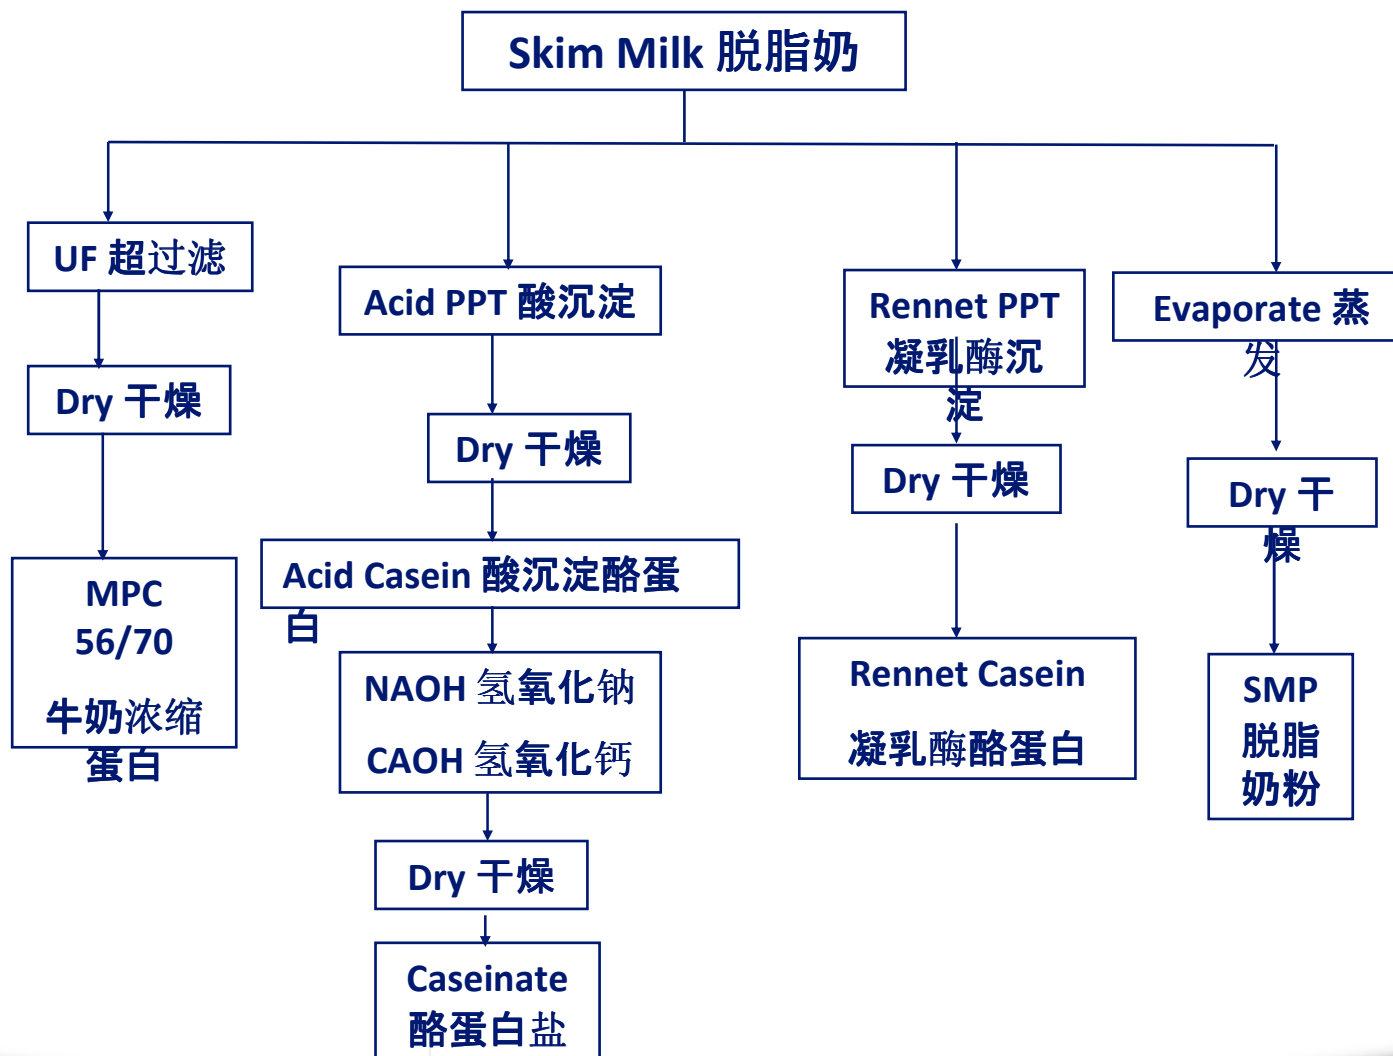 Skim Milk 脱脂奶
UF 超过滤
Dry 干燥
MPC
56/70
牛奶浓缩
蛋白
Acid PPT 酸沉淀
Dry 干燥
Acid Casein 酸沉淀酪蛋
白
NAOH 氢氧化钠
CAOH 氢氧化钙
Dry 干燥
Caseinate
酪蛋白盐
Rennet PPT
凝乳酶沉
淀
Dry 干燥
Rennet Casein
凝乳酶酪蛋白
Evaporate 蒸
发
Dry 干
燥
SMP
脱脂
奶粉